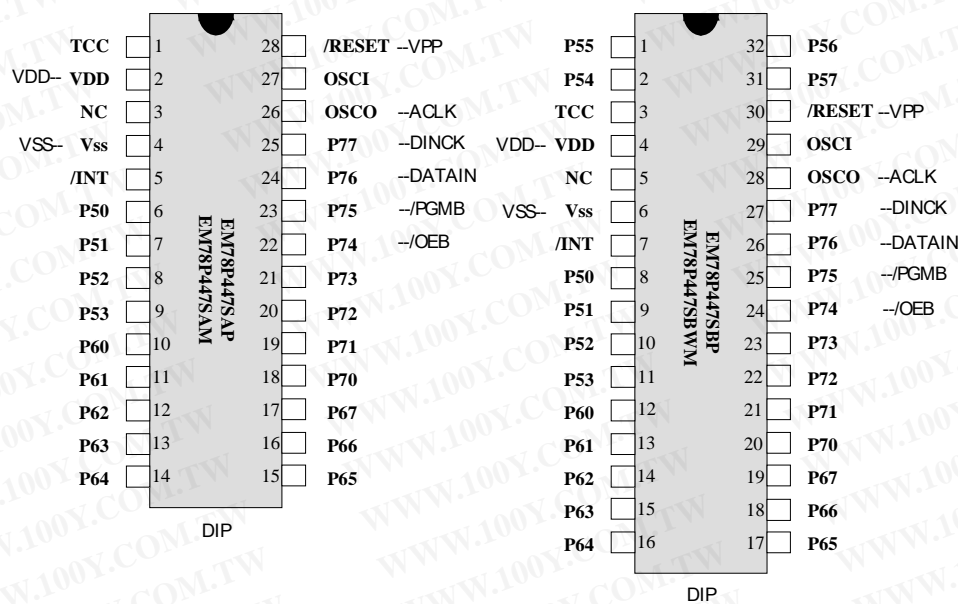 TCC 1 28 /RESET --VPP
VDD-- VDD 2 27 OSCI
NC 3 26 OSCO --ACLK
VSS-- Vss 4 25 P77 --DINCK
/INT 5 24 P76 --DATAIN
P50 6 23 P75 --/PGMB
P51 7 22 P74 --/OEB
P52 8 21 P73
P53 9 20 P72
P60 10 19 P71
P61 11 18 P70
P62 12 17 P67
P63 13 16 P66
P64 14 15 P65
EM78P447SAP
EM78P447SAM
DIP
P55 1 32 P56
P54 2 31 P57
TCC 3 30 /RESET --VPP
VDD-- VDD 4 29 OSCI
NC 5 28 OSCO --ACLK
VSS-- Vss 6 27 P77 --DINCK
/INT 7 26 P76 --DATAIN
P50 8 25 P75 --/PGMB
P51 9 24 P74 --/OEB
P52 10 23 P73
P53 11 22 P72
P60 12 21 P71
P61 13 20 P70
P62 14 19 P67
P63 15 18 P66
P64 16 17 P65
EM78P447SBP
EM78P447SBWM
DIP
WWW.100Y.COM.TW